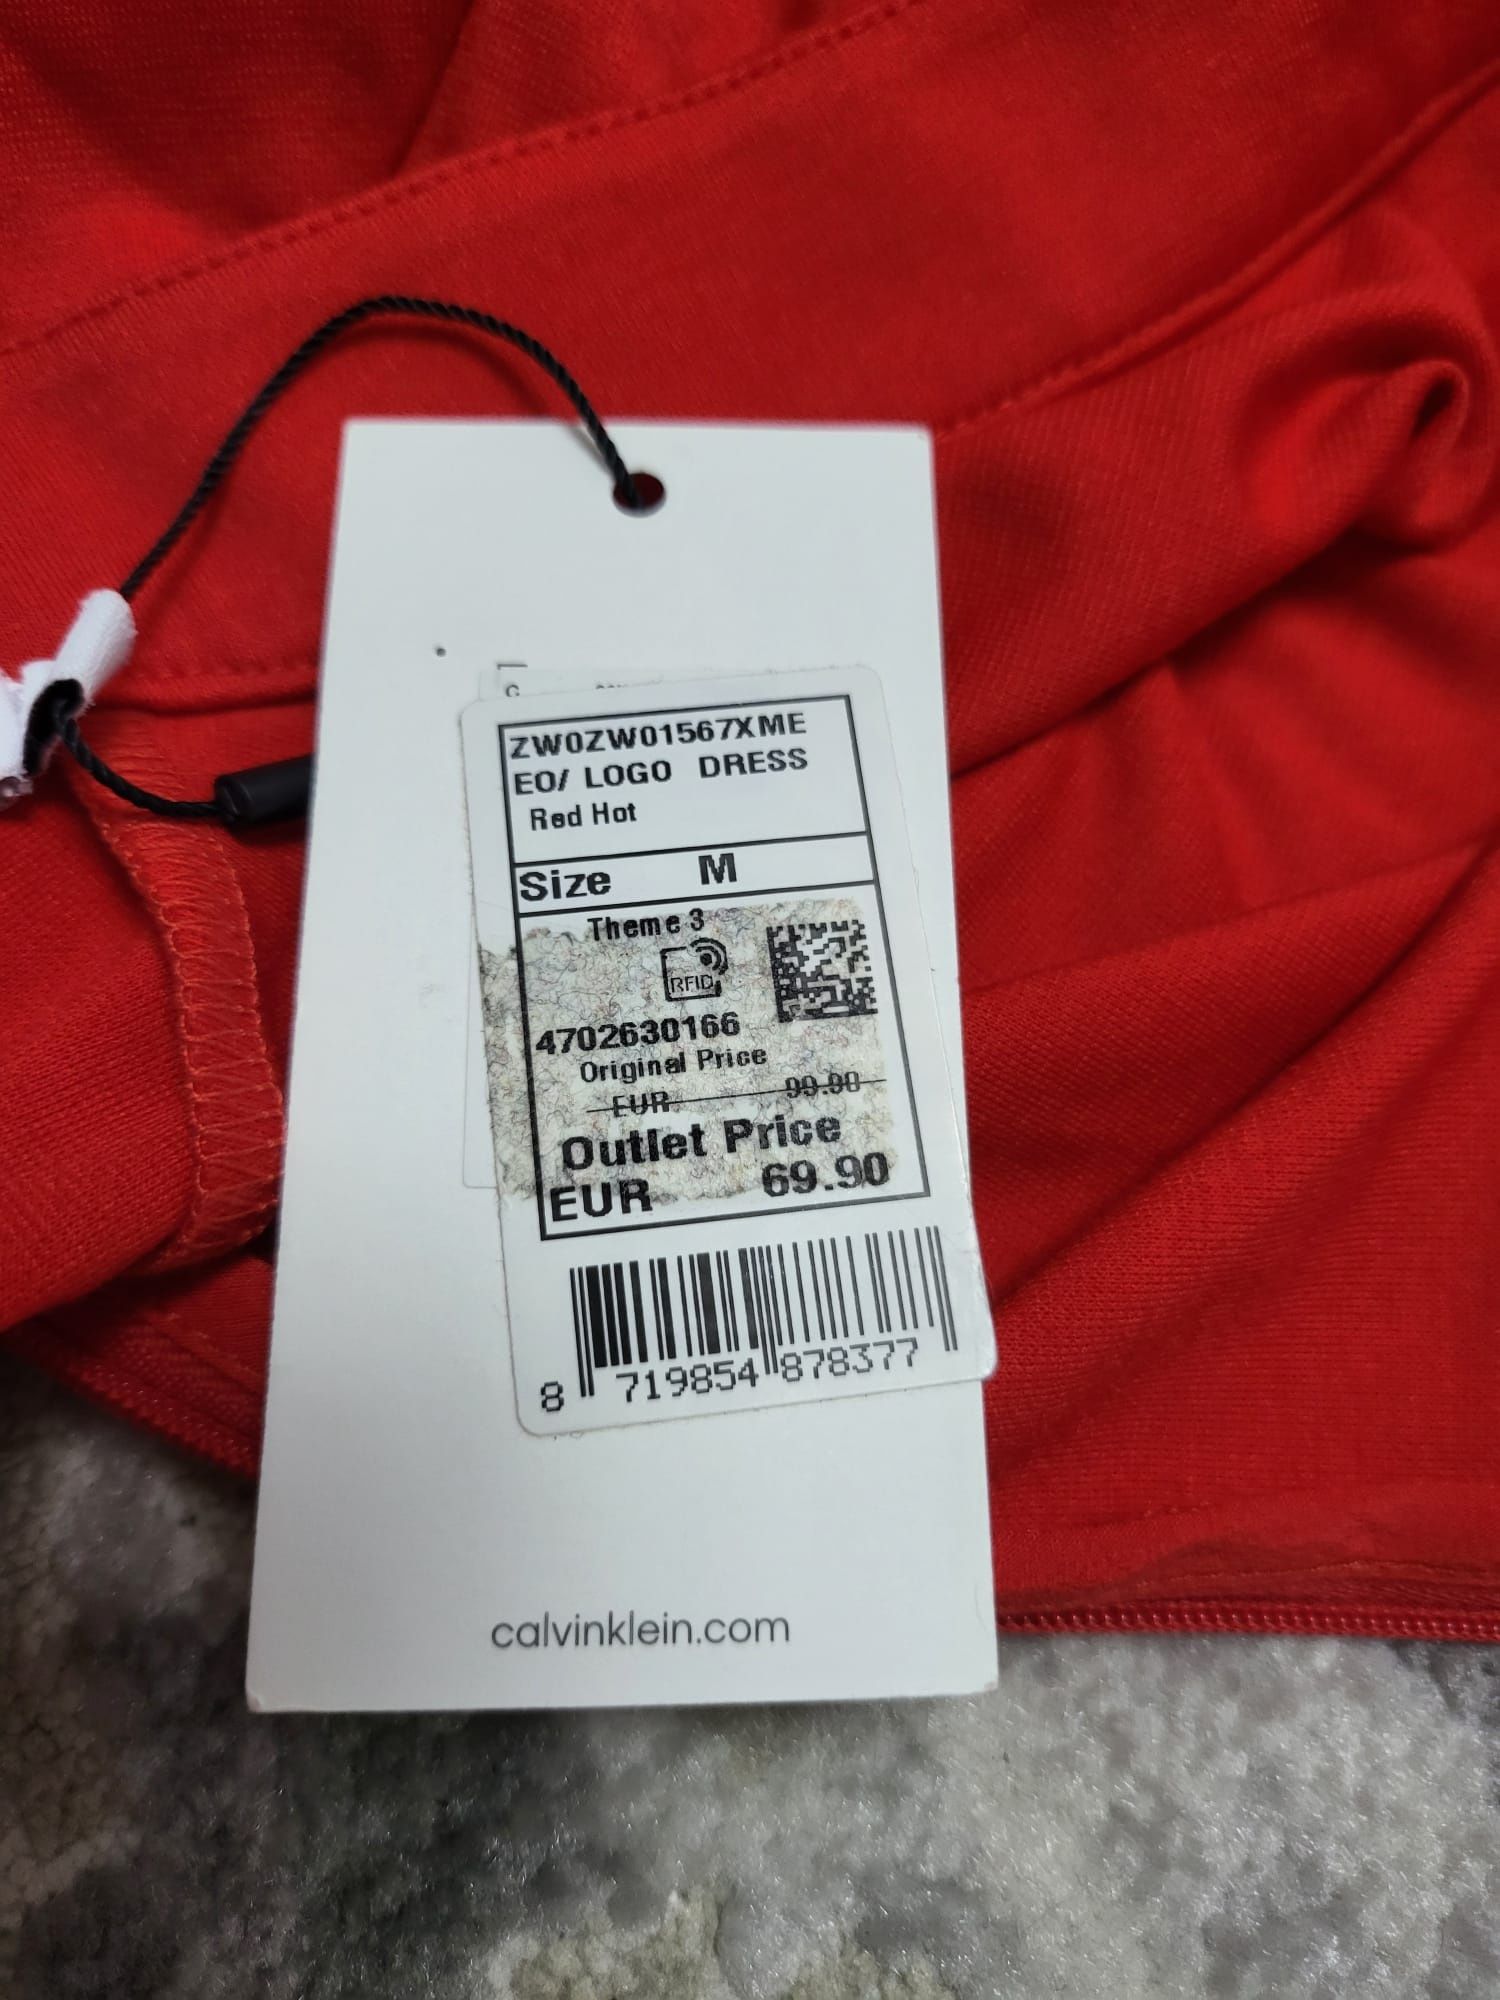 ZW0ZW01567XME
EO/ LOGO DRESS
Red Hot
Size M
Theme 3
RFID
4702630166
Original Price
EUR 99.90
Outlet Price
EUR 69.90
8 719854 878377
calvinklein.com